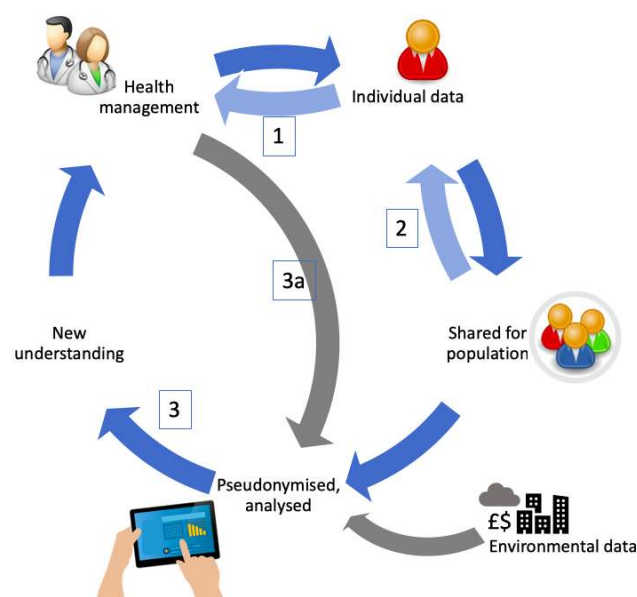 Health
management
Individual data
1
2
3a
New
understanding
Shared for
population
3
Pseudonymised,
analysed
£$
Environmental data